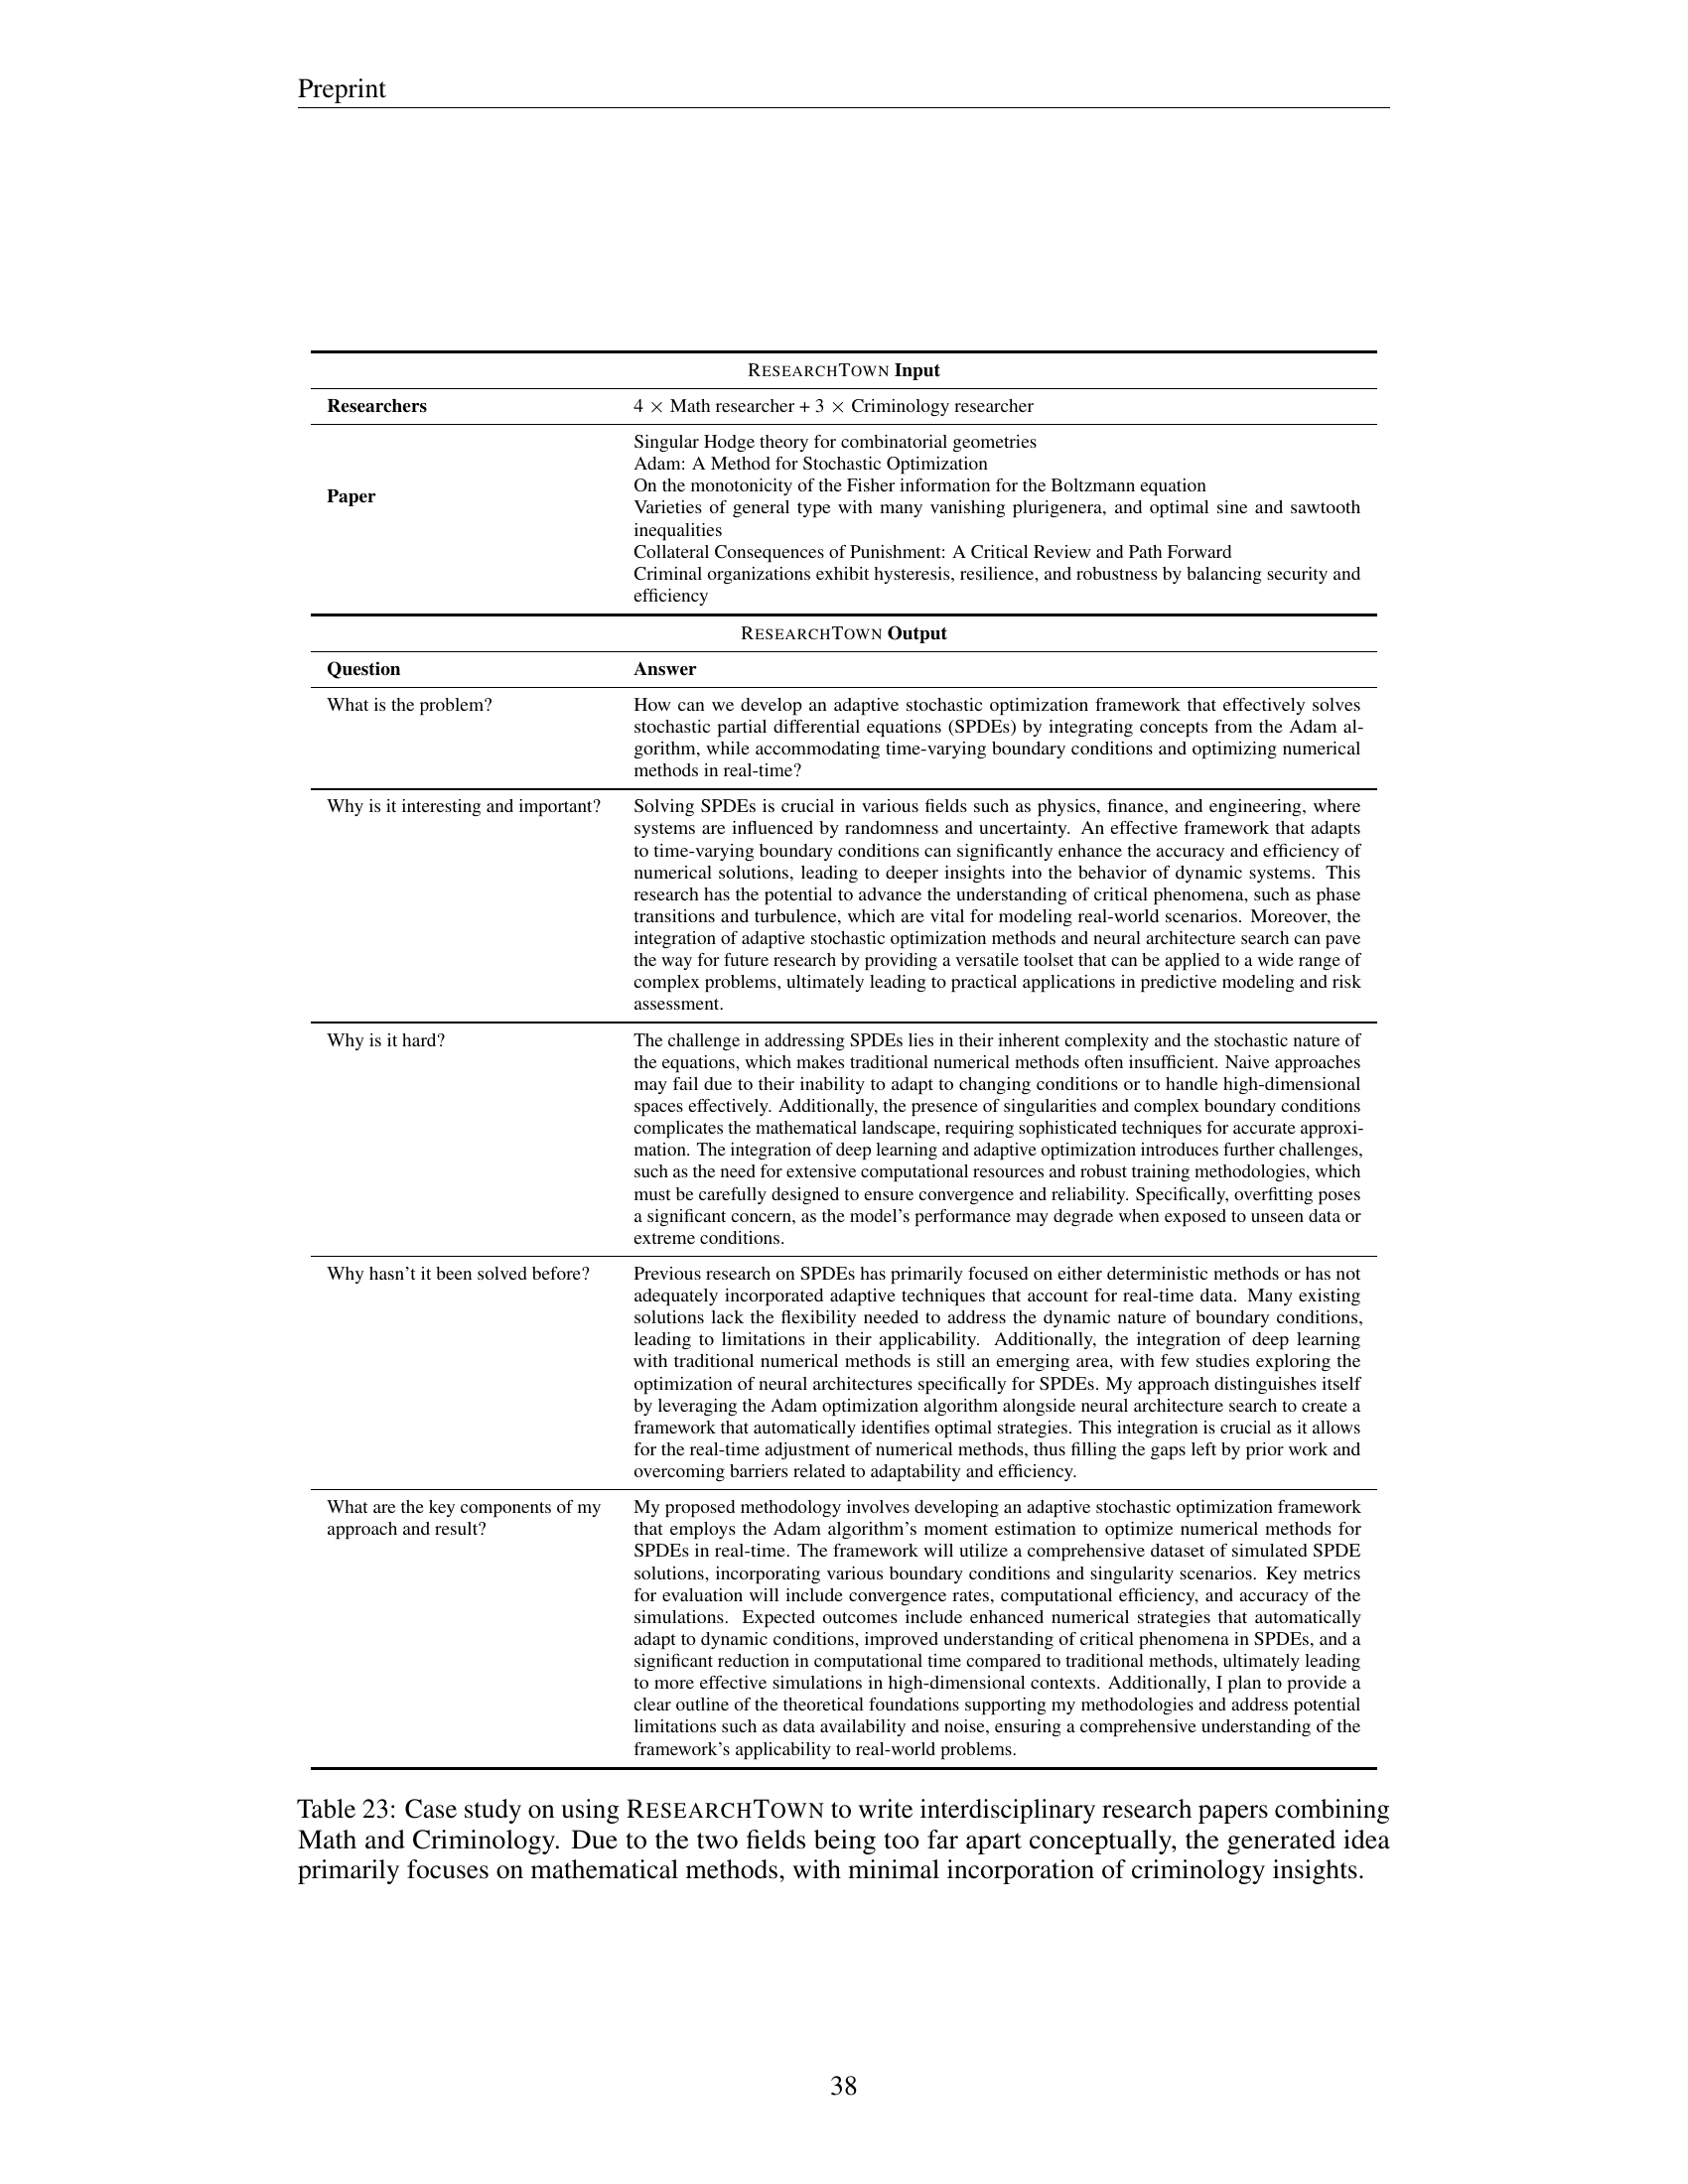 Preprint
RESEARCHTOWN Input
Researchers 4 × Math researcher + 3 × Criminology researcher
Paper
Singular Hodge theory for combinatorial geometries
Adam: A Method for Stochastic Optimization
On the monotonicity of the Fisher information for the Boltzmann equation
Varieties of general type with many vanishing plurigenera, and optimal sine and sawtooth
inequalities
Collateral Consequences of Punishment: A Critical Review and Path Forward
Criminal organizations exhibit hysteresis, resilience, and robustness by balancing security and
efficiency
RESEARCHTOWN Output
Question Answer
What is the problem? How can we develop an adaptive stochastic optimization framework that effectively solves
stochastic partial differential equations (SPDEs) by integrating concepts from the Adam al-
gorithm, while accommodating time-varying boundary conditions and optimizing numerical
methods in real-time?
Why is it interesting and important? Solving SPDEs is crucial in various fields such as physics, finance, and engineering, where
systems are influenced by randomness and uncertainty. An effective framework that adapts
to time-varying boundary conditions can significantly enhance the accuracy and efficiency of
numerical solutions, leading to deeper insights into the behavior of dynamic systems. This
research has the potential to advance the understanding of critical phenomena, such as phase
transitions and turbulence, which are vital for modeling real-world scenarios. Moreover, the
integration of adaptive stochastic optimization methods and neural architecture search can pave
the way for future research by providing a versatile toolset that can be applied to a wide range of
complex problems, ultimately leading to practical applications in predictive modeling and risk
assessment.
Why is it hard? The challenge in addressing SPDEs lies in their inherent complexity and the stochastic nature of
the equations, which makes traditional numerical methods often insufficient. Naive approaches
may fail due to their inability to adapt to changing conditions or to handle high-dimensional
spaces effectively. Additionally, the presence of singularities and complex boundary conditions
complicates the mathematical landscape, requiring sophisticated techniques for accurate approxi-
mation. The integration of deep learning and adaptive optimization introduces further challenges,
such as the need for extensive computational resources and robust training methodologies, which
must be carefully designed to ensure convergence and reliability. Specifically, overfitting poses
a significant concern, as the model's performance may degrade when exposed to unseen data or
extreme conditions.
Why hasn't it been solved before? Previous research on SPDEs has primarily focused on either deterministic methods or has not
adequately incorporated adaptive techniques that account for real-time data. Many existing
solutions lack the flexibility needed to address the dynamic nature of boundary conditions,
leading to limitations in their applicability. Additionally, the integration of deep learning
with traditional numerical methods is still an emerging area, with few studies exploring the
optimization of neural architectures specifically for SPDEs. My approach distinguishes itself
by leveraging the Adam optimization algorithm alongside neural architecture search to create a
framework that automatically identifies optimal strategies. This integration is crucial as it allows
for the real-time adjustment of numerical methods, thus filling the gaps left by prior work and
overcoming barriers related to adaptability and efficiency.
What are the key components of my
approach and result?
My proposed methodology involves developing an adaptive stochastic optimization framework
that employs the Adam algorithm's moment estimation to optimize numerical methods for
SPDEs in real-time. The framework will utilize a comprehensive dataset of simulated SPDE
solutions, incorporating various boundary conditions and singularity scenarios. Key metrics
for evaluation will include convergence rates, computational efficiency, and accuracy of the
simulations. Expected outcomes include enhanced numerical strategies that automatically
adapt to dynamic conditions, improved understanding of critical phenomena in SPDEs, and a
significant reduction in computational time compared to traditional methods, ultimately leading
to more effective simulations in high-dimensional contexts. Additionally, I plan to provide a
clear outline of the theoretical foundations supporting my methodologies and address potential
limitations such as data availability and noise, ensuring a comprehensive understanding of the
framework's applicability to real-world problems.
Table 23: Case study on using RESEARCHTOWN to write interdisciplinary research papers combining
Math and Criminology. Due to the two fields being too far apart conceptually, the generated idea
primarily focuses on mathematical methods, with minimal incorporation of criminology insights.
38